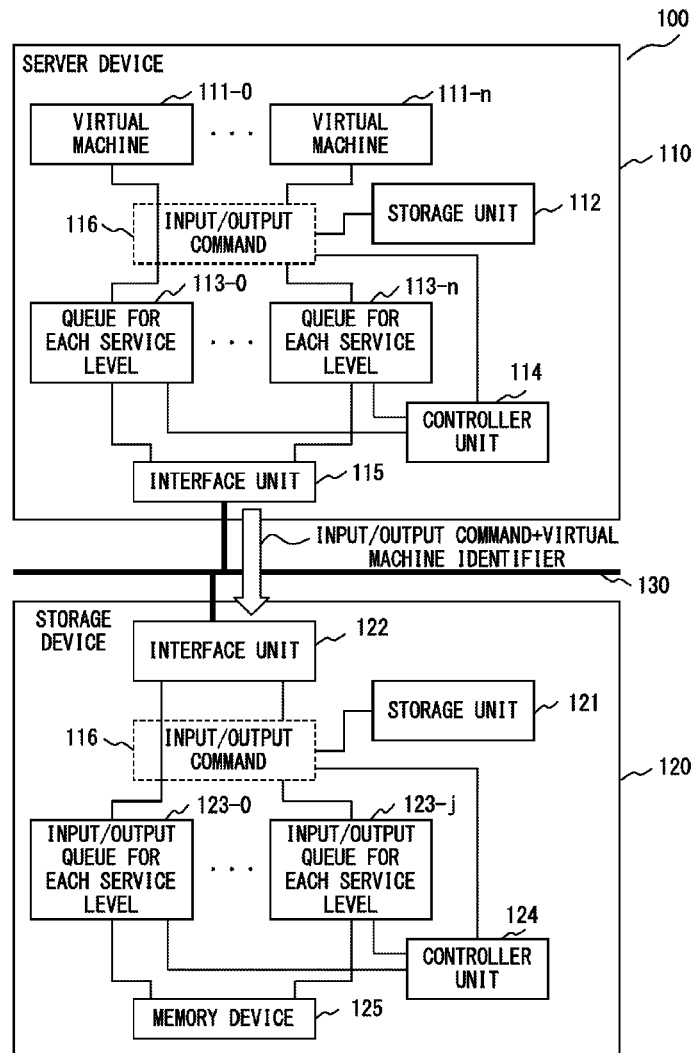 100
SERVER DEVICE
111-0
111-n
VIRTUAL
MACHINE
. . .
VIRTUAL
MACHINE
110
116
INPUT/OUTPUT
COMMAND
STORAGE UNIT
112
113-0
113-n
QUEUE FOR
EACH SERVICE
LEVEL
. . .
QUEUE FOR
EACH SERVICE
LEVEL
114
CONTROLLER
UNIT
INTERFACE UNIT
115
INPUT/OUTPUT COMMAND+VIRTUAL
MACHINE IDENTIFIER
130
STORAGE
DEVICE
122
INTERFACE UNIT
116
INPUT/OUTPUT
COMMAND
STORAGE UNIT
121
120
123-0
123-j
INPUT/OUTPUT
QUEUE FOR
EACH SERVICE
LEVEL
. . .
INPUT/OUTPUT
QUEUE FOR
EACH SERVICE
LEVEL
124
CONTROLLER
UNIT
MEMORY DEVICE
125